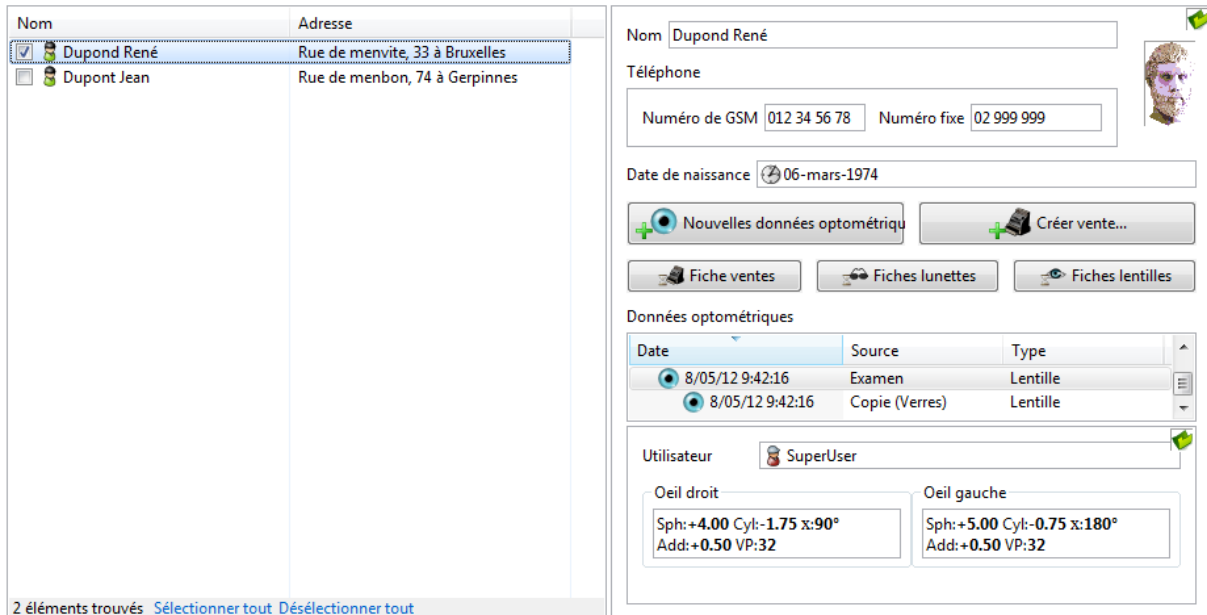 Nom Adresse
Dupond René Rue de menvite, 33 à Bruxelles
Dupont Jean Rue de menbon, 74 à Gerpinnes
2 éléments trouvés Sélectionner tout Désélectionner tout
Nom Dupond René
Téléphone
Numéro de GSM 012 34 56 78 Numéro fixe 02 999 999
Date de naissance 06-mars-1974
Nouvelles données optométriqu Créer vente...
Fiche ventes Fiches lunettes Fiches lentilles
Données optométriques
Date Source Type
8/05/12 9:42:16 Examen Lentille
8/05/12 9:42:16 Copie (Verres) Lentille
Utilisateur SuperUser
Oeil droit Oeil gauche
Sph:+4.00 Cyl:-1.75 x:90° Sph:+5.00 Cyl:-0.75 x:180°
Add:+0.50 VP:32 Add:+0.50 VP:32